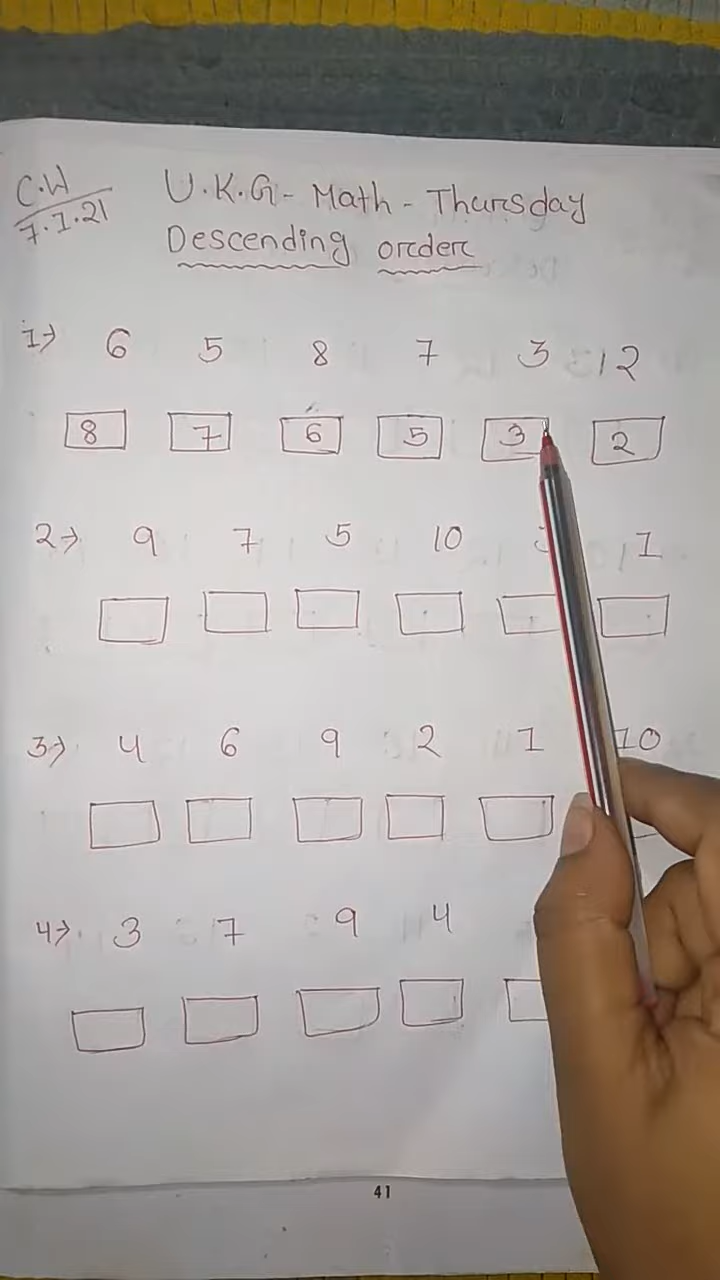 C.W
7.1.21
U.K.G - Math - Thursday
Descending order
1→ 6 5 8 7 3 2
8 7 6 5 3 2
2→ 9 7 5 10 1
3→ 4 6 9 2 1 10
4→ 3 7 9 4
41